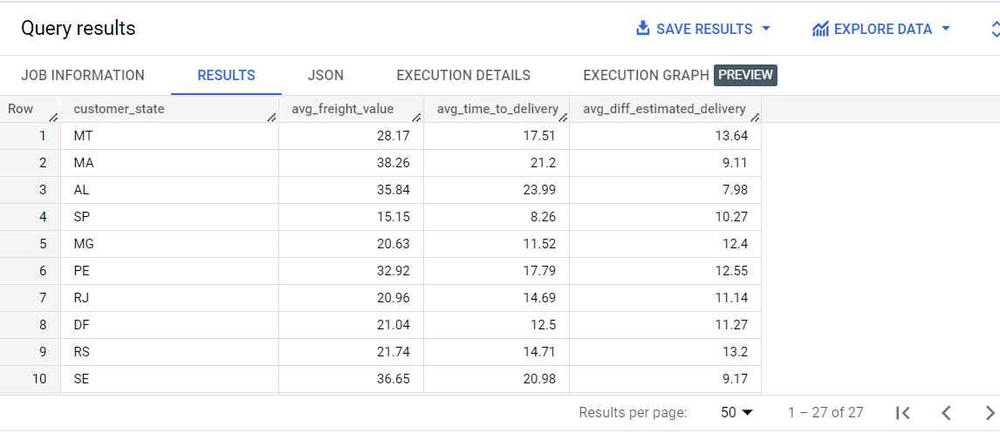 Query results SAVE RESULTS EXPLORE DATA
JOB INFORMATION RESULTS JSON EXECUTION DETAILS EXECUTION GRAPH PREVIEW
Row customer_state avg_freight_value avg_time_to_delivery avg_diff_estimated_delivery
1 MT 28.17 17.51 13.64
2 MA 38.26 21.2 9.11
3 AL 35.84 23.99 7.98
4 SP 15.15 8.26 10.27
5 MG 20.63 11.52 12.4
6 PE 32.92 17.79 12.55
7 RJ 20.96 14.69 11.14
8 DF 21.04 12.5 11.27
9 RS 21.74 14.71 13.2
10 SE 36.65 20.98 9.17
Results per page: 50 1 – 27 of 27